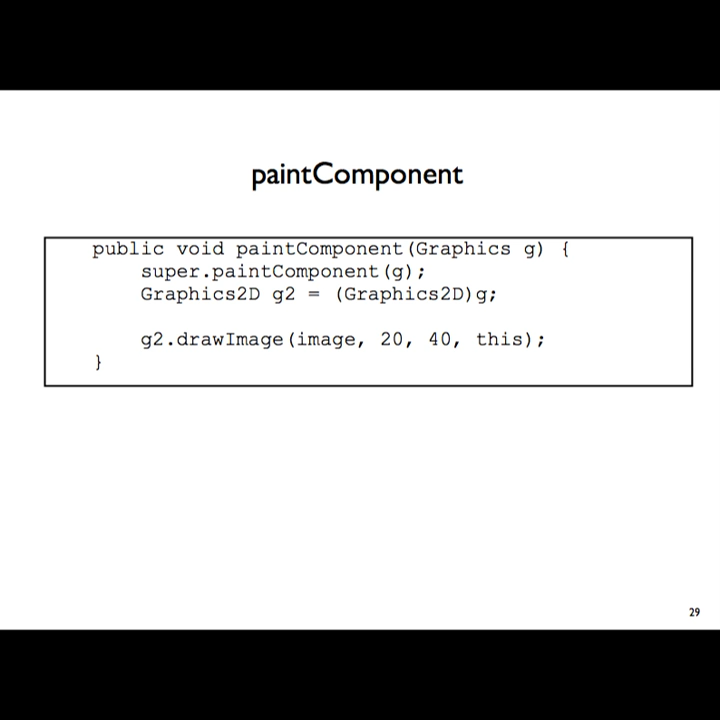 paintComponent
public void paintComponent(Graphics g) {
super.paintComponent(g);
Graphics2D g2 = (Graphics2D)g;
g2.drawImage(image, 20, 40, this);
}
29